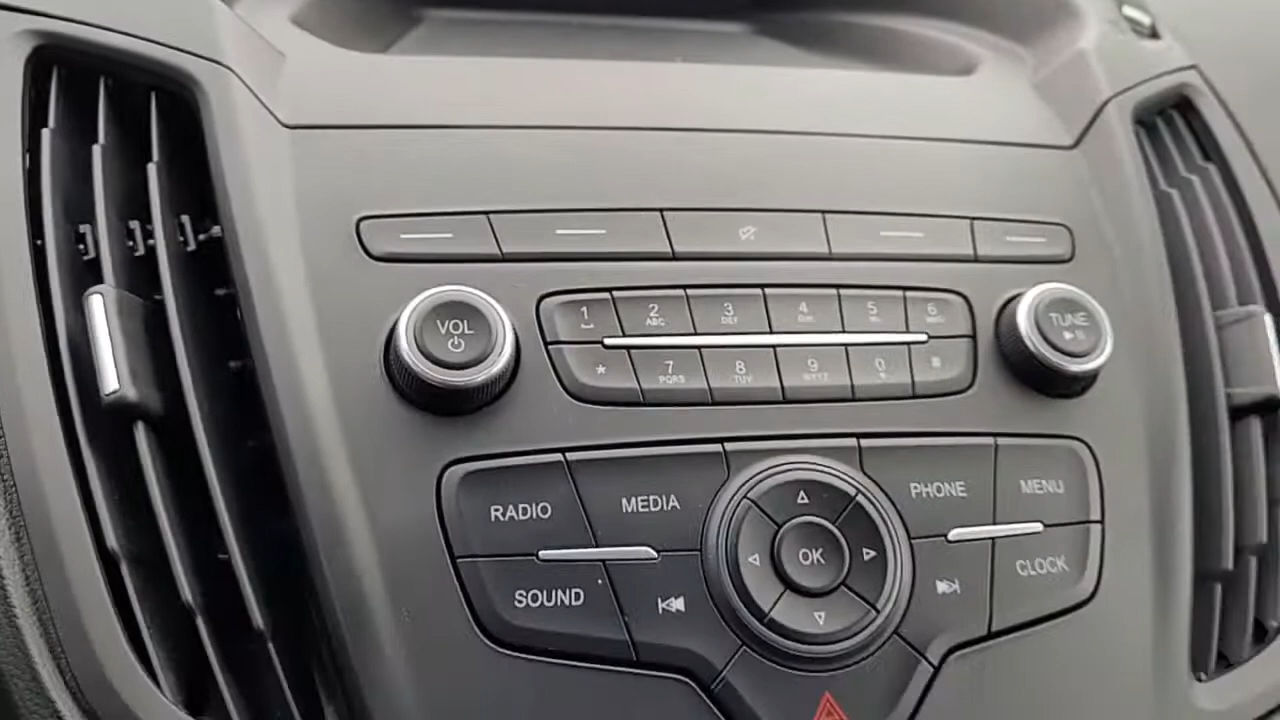 VOL
1
2
ABC
3
DEF
4
5
6
TUNE
*
7
PQRS
8
TUV
9
WXYZ
0
RADIO
MEDIA
PHONE
MENU
OK
SOUND
CLOCK